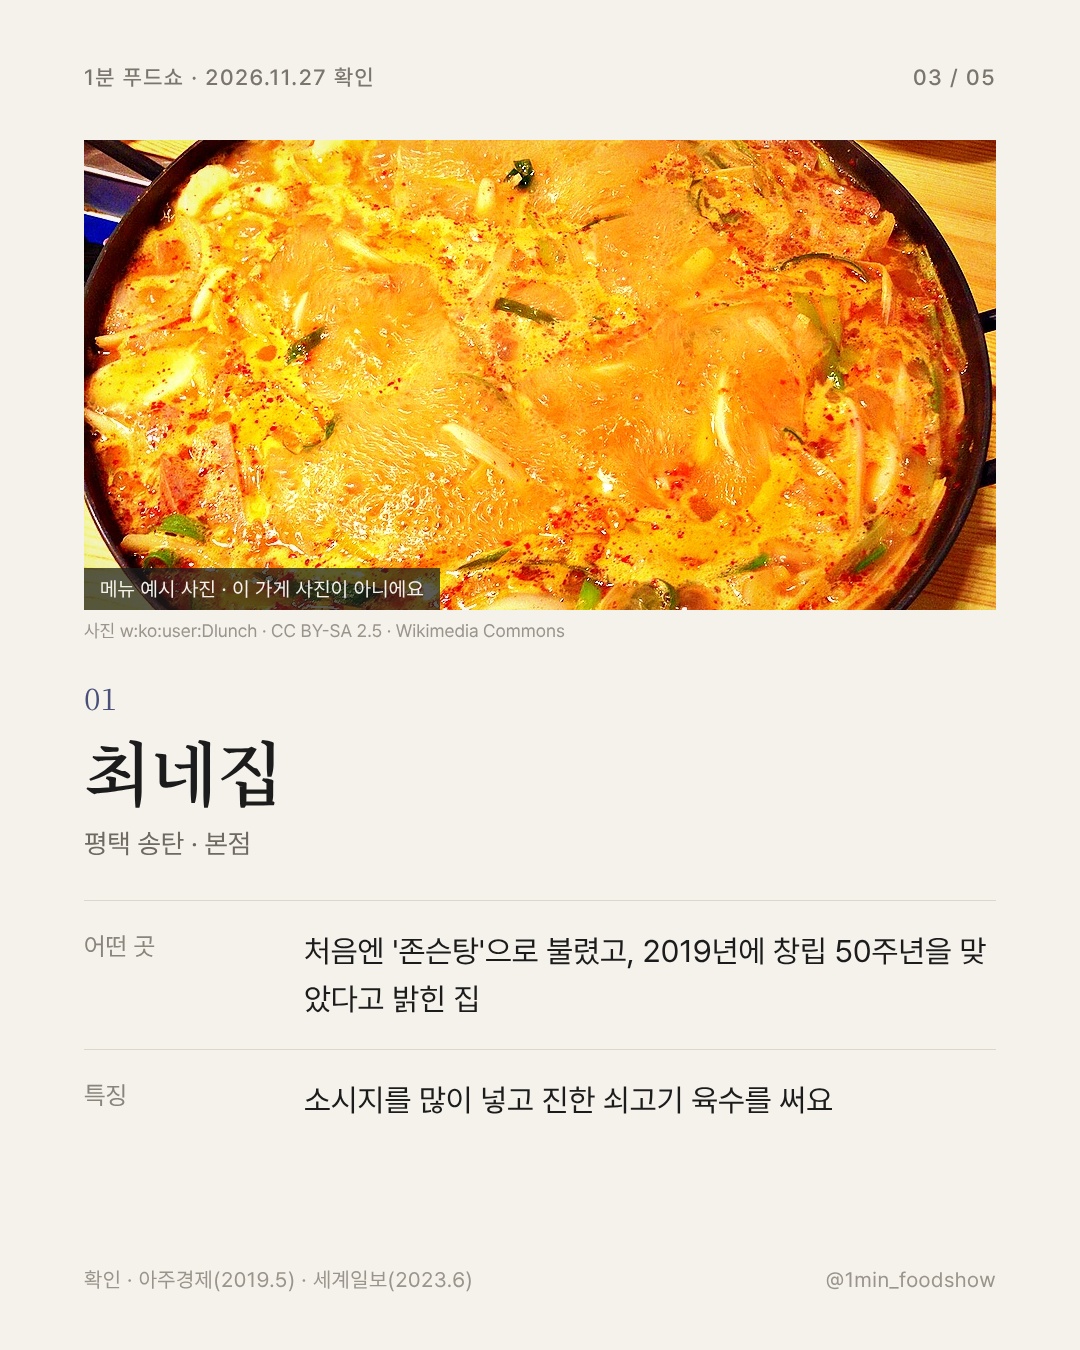 1분 푸드쇼 · 2026.11.27 확인
03 / 05
메뉴 예시 사진 · 이 가게 사진이 아니에요
사진 w:ko:user:Dlunch · CC BY-SA 2.5 · Wikimedia Commons
01
최네집
평택 송탄 · 본점
어떤 곳
처음엔 '존슨탕'으로 불렸고, 2019년에 창립 50주년을 맞
았다고 밝힌 집
특징
소시지를 많이 넣고 진한 쇠고기 육수를 써요
확인 · 아주경제(2019.5) · 세계일보(2023.6)
@1min_foodshow